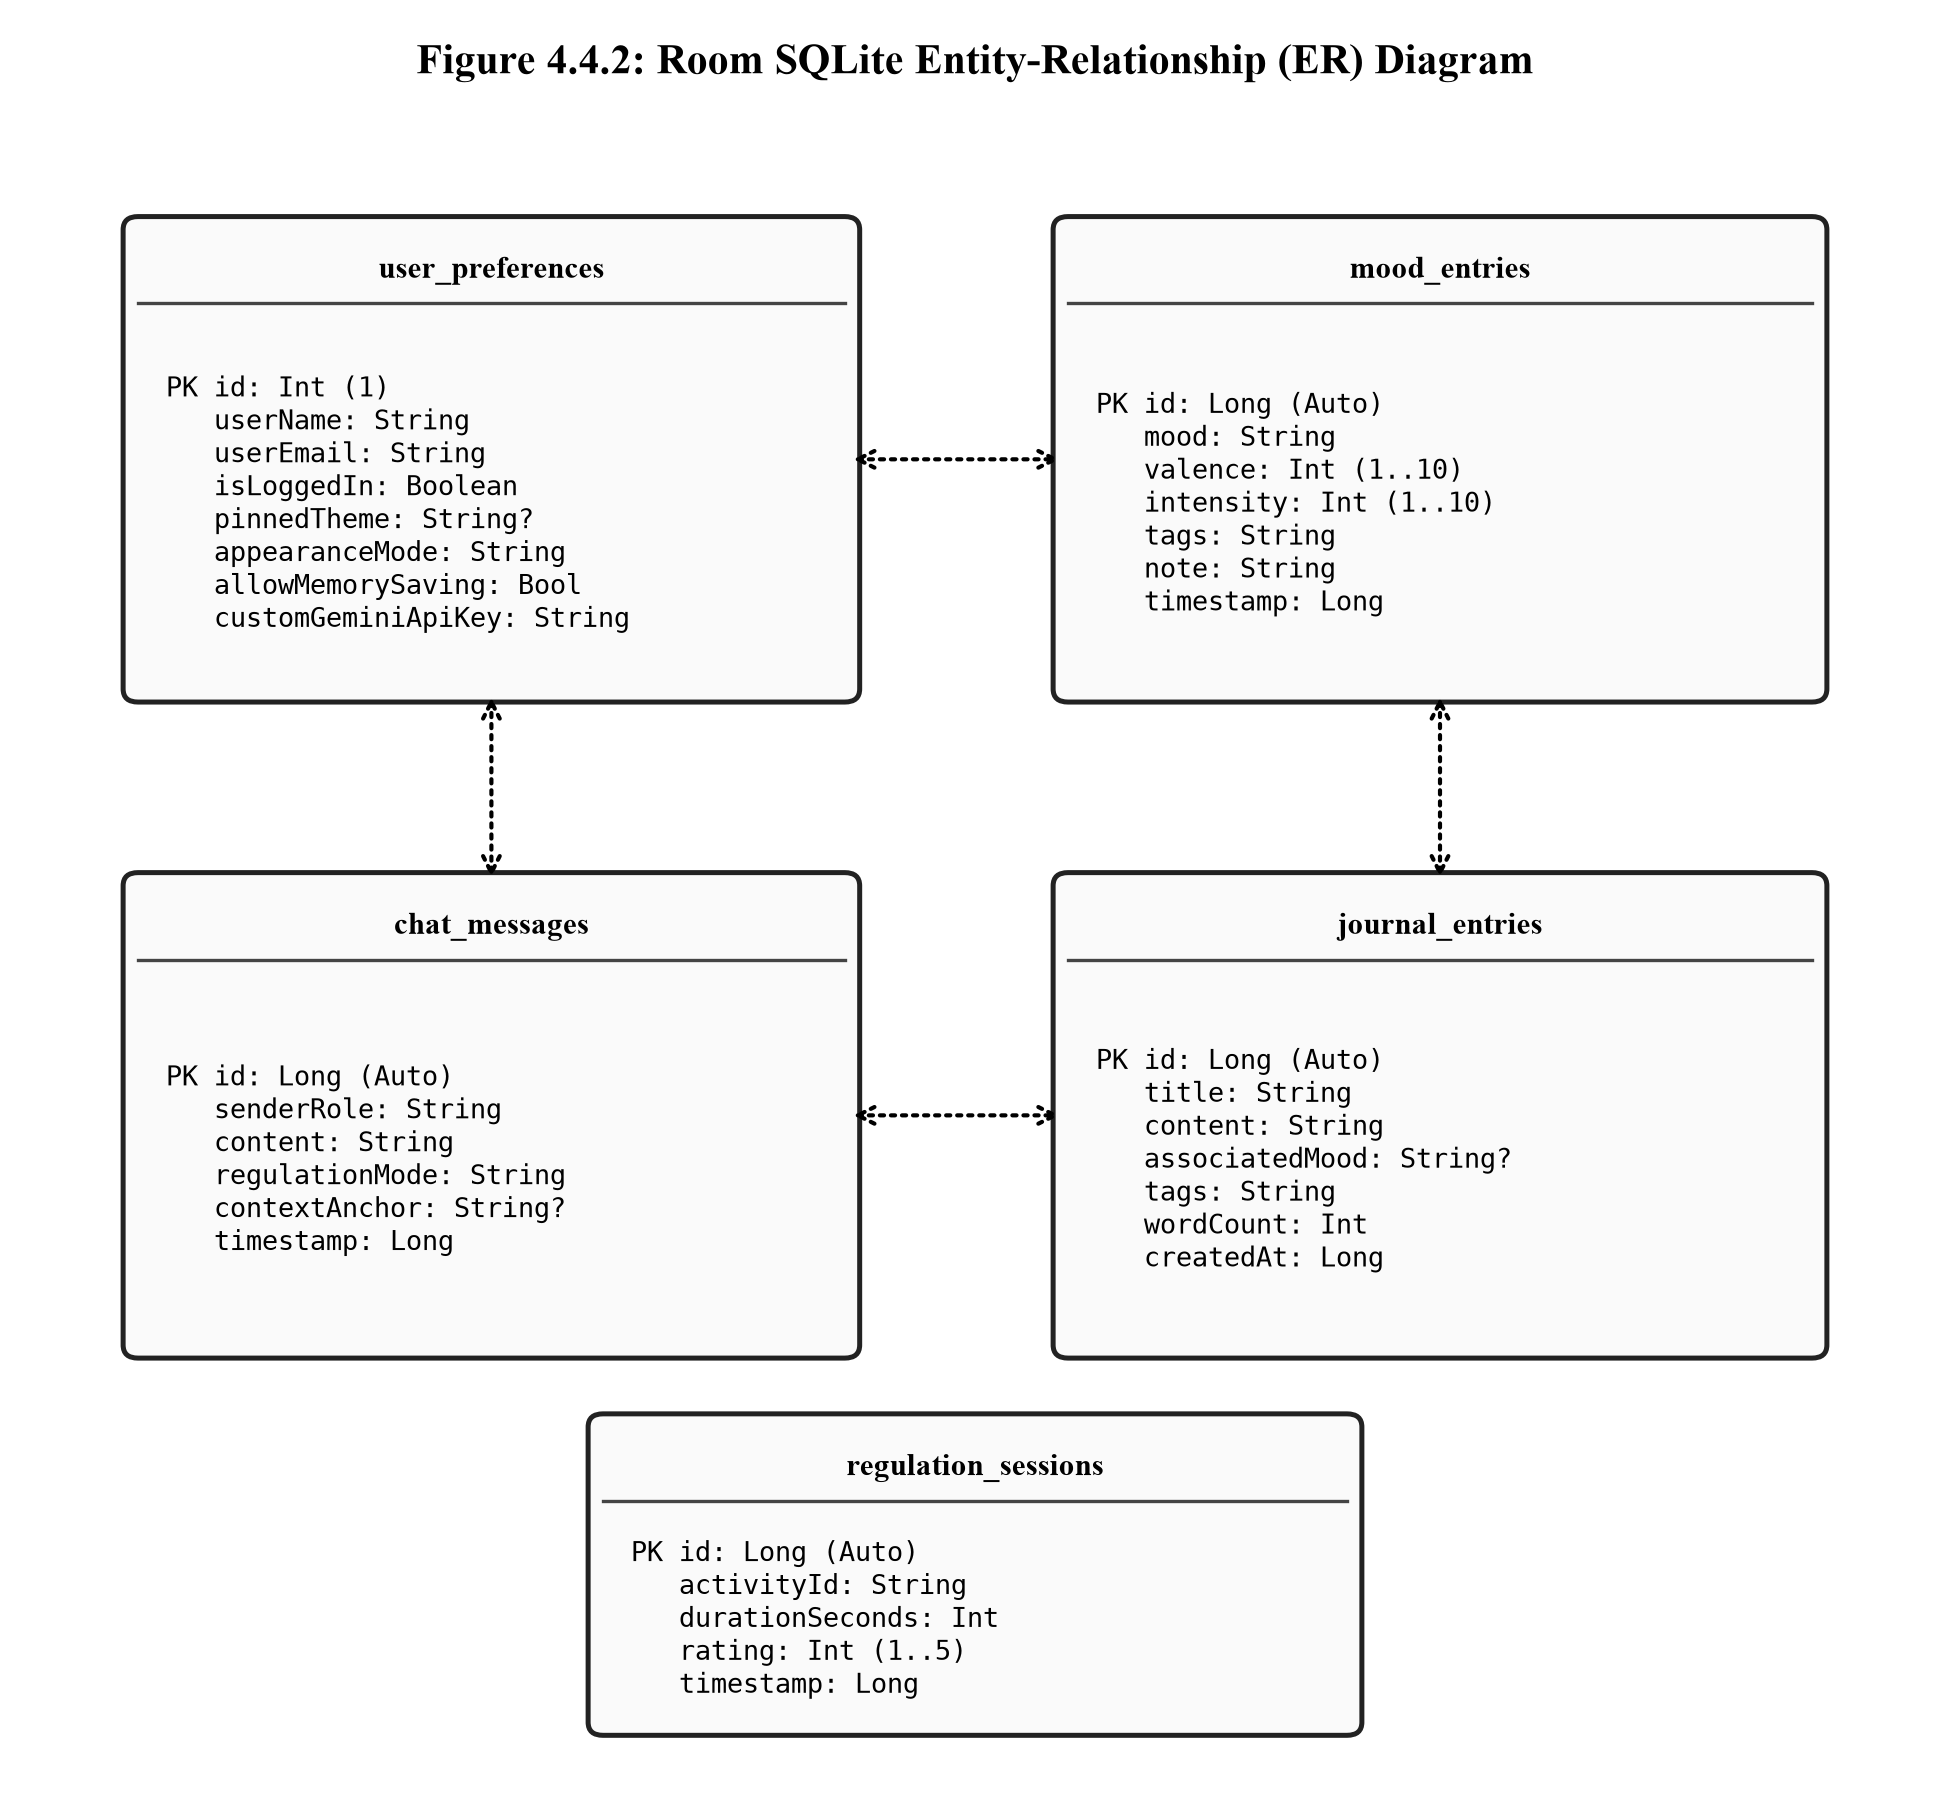 Figure 4.4.2: Room SQLite Entity-Relationship (ER) Diagram
user_preferences
PK id: Int (1)
userName: String
userEmail: String
isLoggedIn: Boolean
pinnedTheme: String?
appearanceMode: String
allowMemorySaving: Bool
customGeminiApiKey: String
mood_entries
PK id: Long (Auto)
mood: String
valence: Int (1..10)
intensity: Int (1..10)
tags: String
note: String
timestamp: Long
chat_messages
PK id: Long (Auto)
senderRole: String
content: String
regulationMode: String
contextAnchor: String?
timestamp: Long
journal_entries
PK id: Long (Auto)
title: String
content: String
associatedMood: String?
tags: String
wordCount: Int
createdAt: Long
regulation_sessions
PK id: Long (Auto)
activityId: String
durationSeconds: Int
rating: Int (1..5)
timestamp: Long